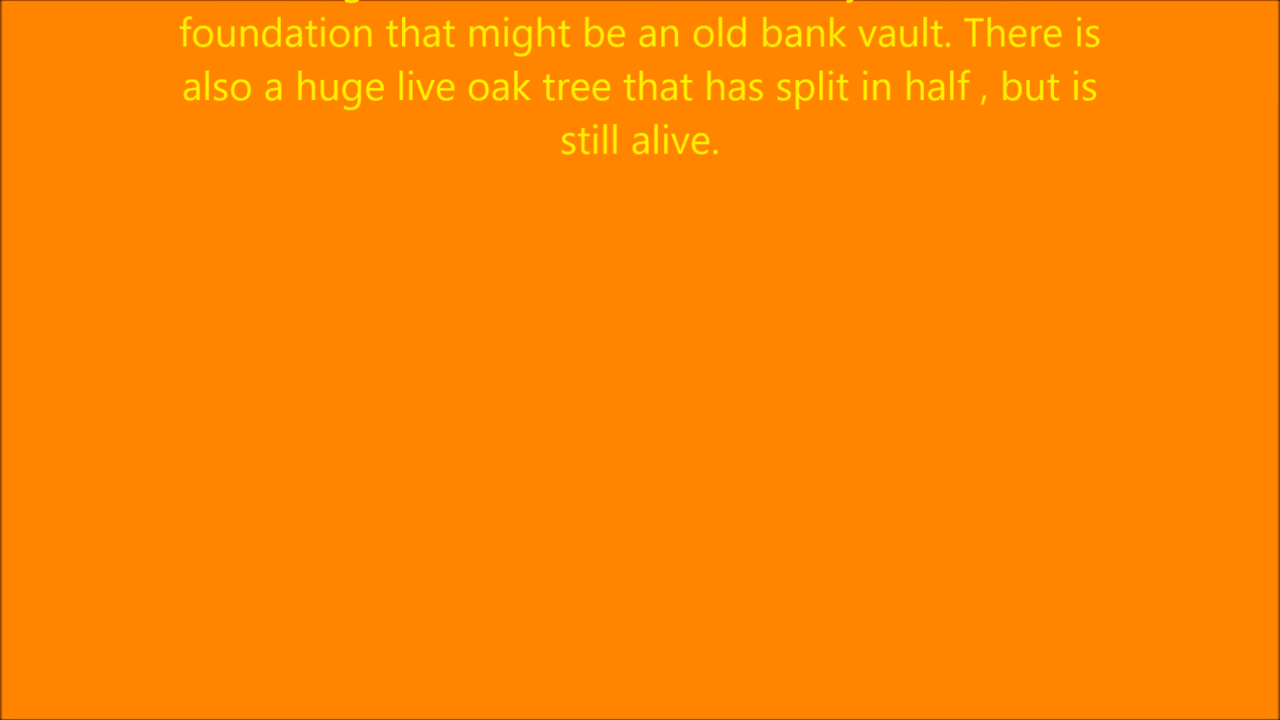 foundation that might be an old bank vault. There is
also a huge live oak tree that has split in half , but is
still alive.